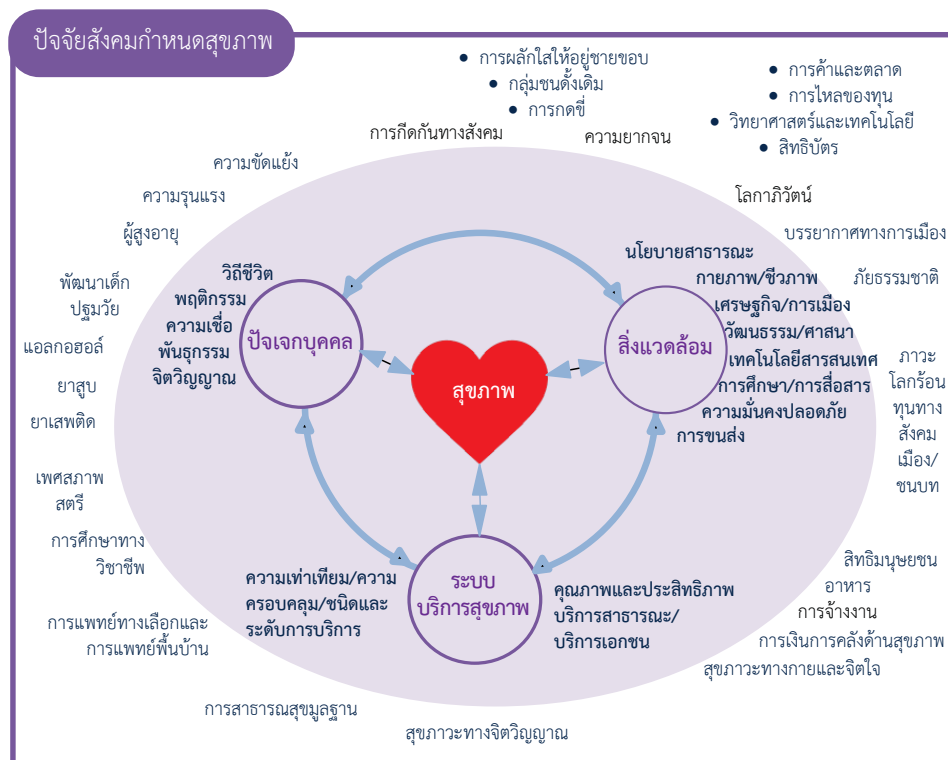 ปัจจัยสังคมกำหนดสุขภาพ
• การผลักใสให้อยู่ชายขอบ
• กลุ่มชนดั้งเดิม
• การกดขี่
• การค้าและตลาด
• การไหลของทุน
• วิทยาศาสตร์และเทคโนโลยี
• สิทธิบัตร
การกีดกันทางสังคม
ความยากจน
โลกาภิวัตน์
บรรยากาศทางการเมือง
ภัยธรรมชาติ
ภาวะ
โลกร้อน
ทุนทาง
สังคม
เมือง/
ชนบท
สิทธิมนุษยชน
อาหาร
การจ้างงาน
การเงินการคลังด้านสุขภาพ
สุขภาวะทางกายและจิตใจ
สุขภาวะทางจิตวิญญาณ
การสาธารณสุขมูลฐาน
ความขัดแย้ง
ความรุนแรง
ผู้สูงอายุ
พัฒนาเด็ก
ปฐมวัย
แอลกอฮอล์
ยาสูบ
ยาเสพติด
เพศสภาพ
สตรี
การศึกษาทาง
วิชาชีพ
การแพทย์ทางเลือกและ
การแพทย์พื้นบ้าน
วิถีชีวิต
พฤติกรรม
ความเชื่อ
พันธุกรรม
จิตวิญญาณ
ปัจเจกบุคคล
สุขภาพ
สิ่งแวดล้อม
นโยบายสาธารณะ
กายภาพ/ชีวภาพ
เศรษฐกิจ/การเมือง
วัฒนธรรม/ศาสนา
เทคโนโลยีสารสนเทศ
การศึกษา/การสื่อสาร
ความมั่นคงปลอดภัย
การขนส่ง
ความเท่าเทียม/ความ
ครอบคลุม/ชนิดและ
ระดับการบริการ
ระบบ
บริการสุขภาพ
คุณภาพและประสิทธิภาพ
บริการสาธารณะ/
บริการเอกชน